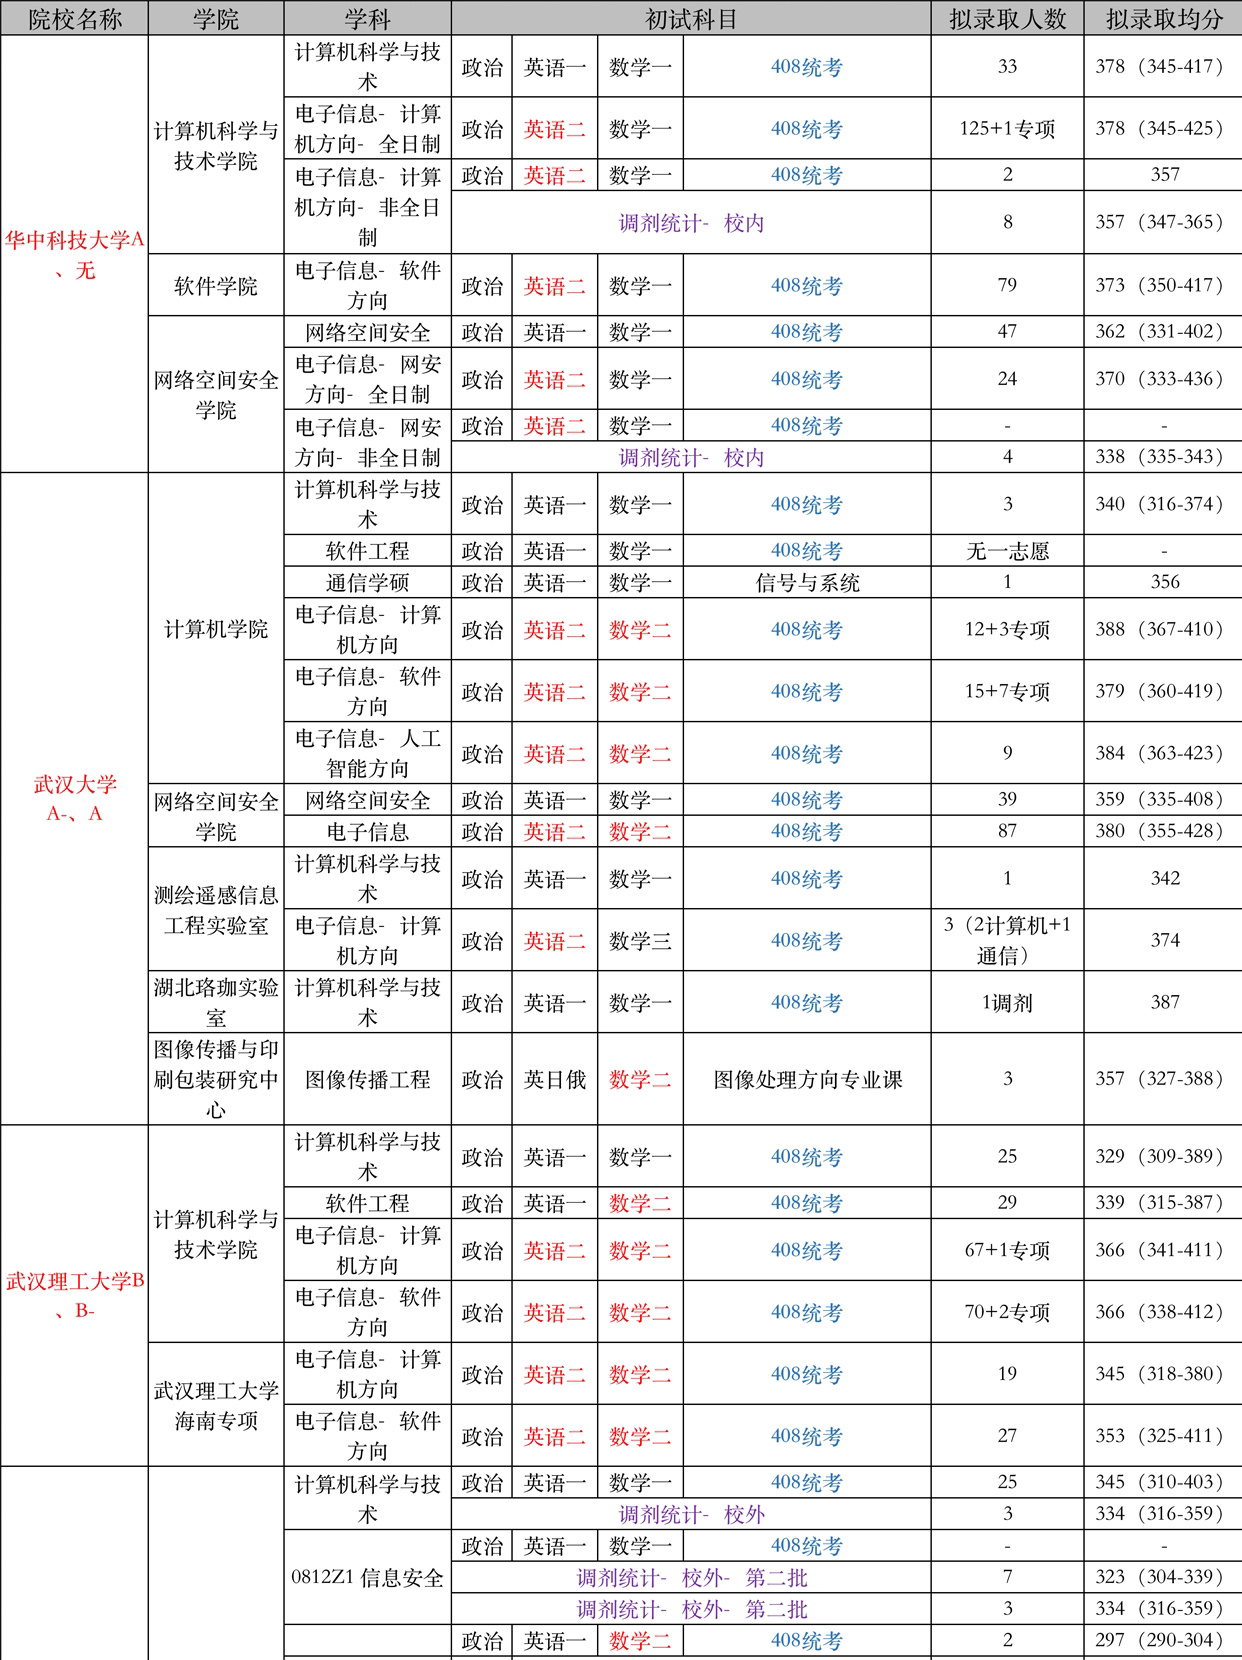 院校名称 学院 学科 初试科目 拟录取人数 拟录取均分
华中科技大学A
、无
计算机科学与
技术学院
计算机科学与技
术
政治 英语一 数学一 408统考 33 378（345-417）
电子信息- 计算
机方向- 全日制
政治 英语二 数学一 408统考 125+1专项 378（345-425）
电子信息- 计算
机方向- 非全日
制
政治 英语二 数学一 408统考 2 357
调剂统计- 校内 8 357（347-365）
软件学院
电子信息- 软件
方向
政治 英语二 数学一 408统考 79 373（350-417）
网络空间安全
学院
网络空间安全 政治 英语一 数学一 408统考 47 362（331-402）
电子信息- 网安
方向- 全日制
政治 英语二 数学一 408统考 24 370（333-436）
电子信息- 网安
方向- 非全日制
政治 英语二 数学一 408统考 - -
调剂统计- 校内 4 338（335-343）
武汉大学
A-、A
计算机学院
计算机科学与技
术
政治 英语一 数学一 408统考 3 340（316-374）
软件工程 政治 英语一 数学一 408统考 无一志愿 -
通信学硕 政治 英语一 数学一 信号与系统 1 356
电子信息- 计算
机方向
政治 英语二 数学二 408统考 12+3专项 388（367-410）
电子信息- 软件
方向
政治 英语二 数学二 408统考 15+7专项 379（360-419）
电子信息- 人工
智能方向
政治 英语二 数学二 408统考 9 384（363-423）
网络空间安全
学院
网络空间安全 政治 英语一 数学一 408统考 39 359（335-408）
电子信息 政治 英语二 数学二 408统考 87 380（355-428）
测绘遥感信息
工程实验室
计算机科学与技
术
政治 英语一 数学一 408统考 1 342
电子信息- 计算
机方向
政治 英语二 数学三 408统考
3（2计算机+1
通信）
374
湖北珞珈实验
室
计算机科学与技
术
政治 英语一 数学一 408统考 1调剂 387
图像传播与印
刷包装研究中
心
图像传播工程 政治 英日俄 数学二 图像处理方向专业课 3 357（327-388）
武汉理工大学B
、B-
计算机科学与
技术学院
计算机科学与技
术
政治 英语一 数学一 408统考 25 329（309-389）
软件工程 政治 英语一 数学二 408统考 29 339（315-387）
电子信息- 计算
机方向
政治 英语二 数学二 408统考 67+1专项 366（341-411）
电子信息- 软件
方向
政治 英语二 数学二 408统考 70+2专项 366（338-412）
武汉理工大学
海南专项
电子信息- 计算
机方向
政治 英语二 数学二 408统考 19 345（318-380）
电子信息- 软件
方向
政治 英语二 数学二 408统考 27 353（325-411）
计算机科学与技
术
政治 英语一 数学一 408统考 25 345（310-403）
调剂统计- 校外 3 334（316-359）
0812Z1 信息安全
政治 英语一 数学一 408统考 - -
调剂统计- 校外- 第二批 7 323（304-339）
调剂统计- 校外- 第二批 3 334（316-359）
政治 英语一 数学二 408统考 2 297（290-304）